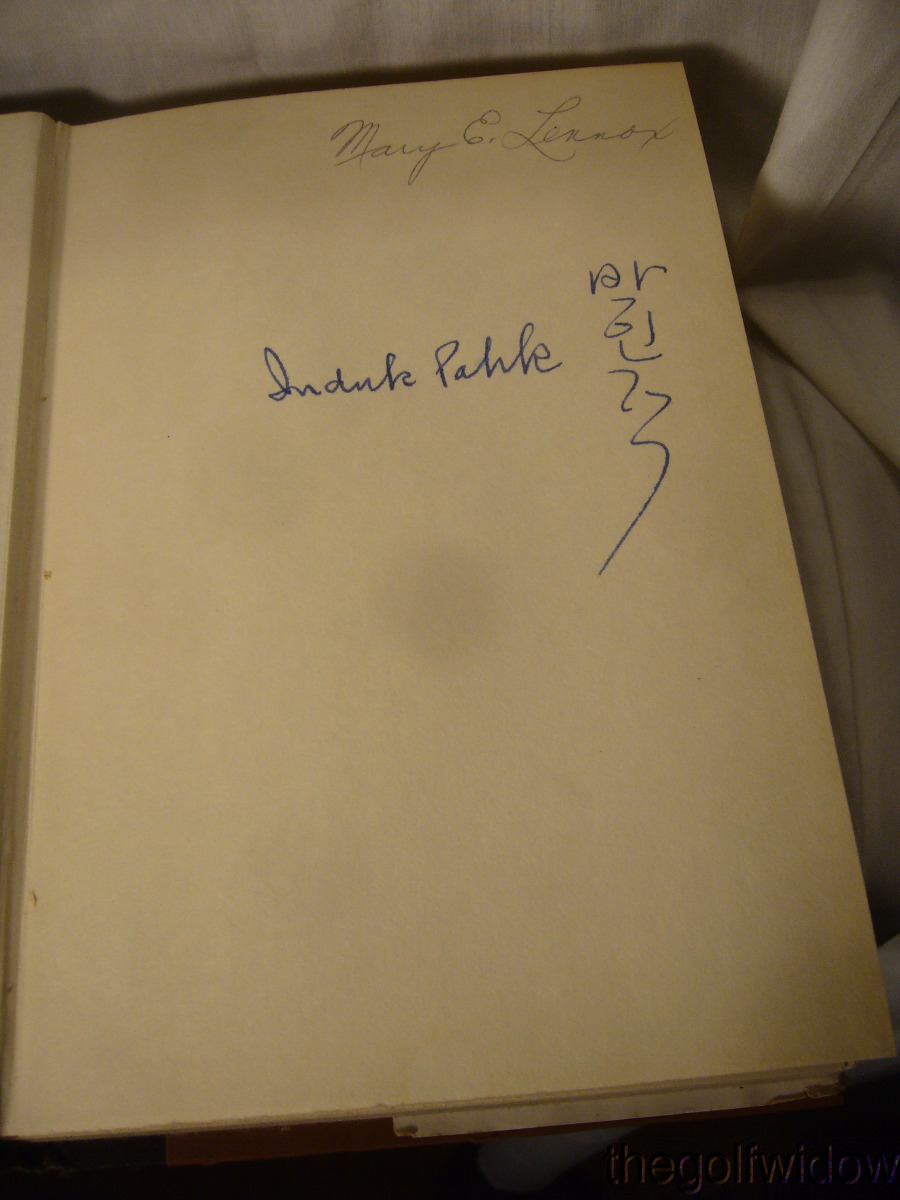 Mary E. Lennox
Induk Pahk
박
인
덕
thegolfwidow